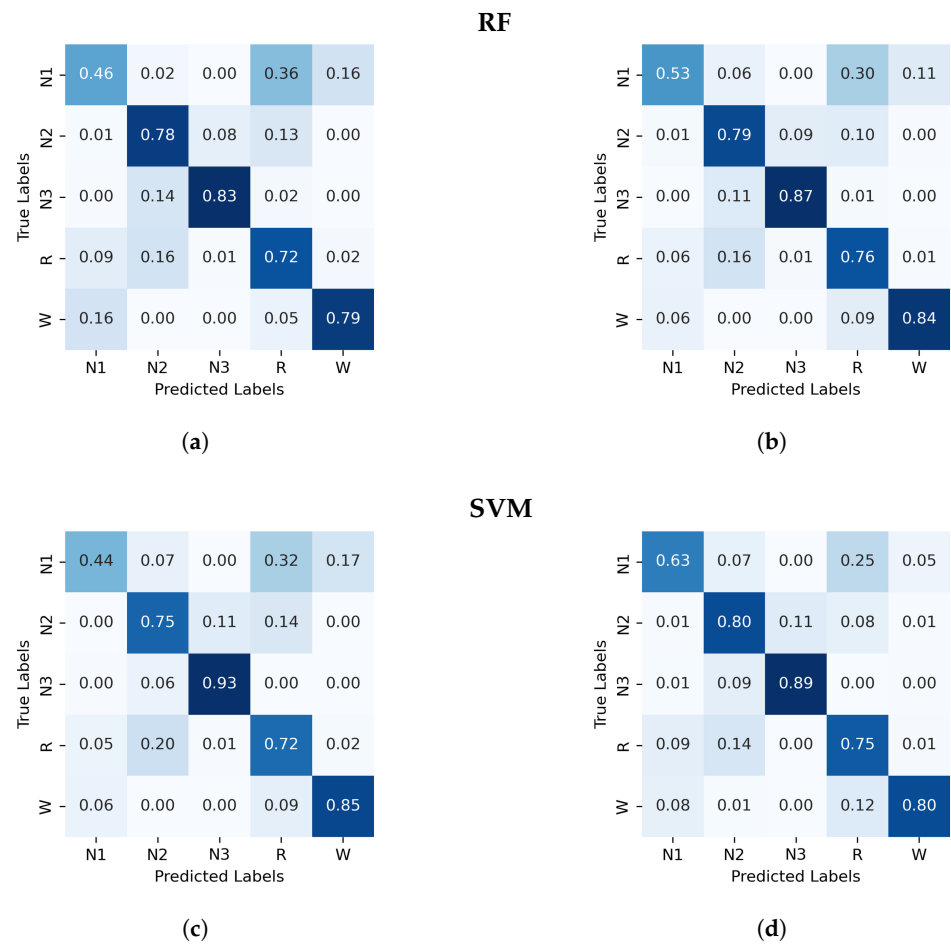 RF
N1 0.46 0.02 0.00 0.36 0.16
N2 0.01 0.78 0.08 0.13 0.00
N3 0.00 0.14 0.83 0.02 0.00
R 0.09 0.16 0.01 0.72 0.02
W 0.16 0.00 0.00 0.05 0.79
True Labels
N1 N2 N3 R W
Predicted Labels
(a)
N1 0.53 0.06 0.00 0.30 0.11
N2 0.01 0.79 0.09 0.10 0.00
N3 0.00 0.11 0.87 0.01 0.00
R 0.06 0.16 0.01 0.76 0.01
W 0.06 0.00 0.00 0.09 0.84
True Labels
N1 N2 N3 R W
Predicted Labels
(b)
SVM
N1 0.44 0.07 0.00 0.32 0.17
N2 0.00 0.75 0.11 0.14 0.00
N3 0.00 0.06 0.93 0.00 0.00
R 0.05 0.20 0.01 0.72 0.02
W 0.06 0.00 0.00 0.09 0.85
True Labels
N1 N2 N3 R W
Predicted Labels
(c)
N1 0.63 0.07 0.00 0.25 0.05
N2 0.01 0.80 0.11 0.08 0.01
N3 0.01 0.09 0.89 0.00 0.00
R 0.09 0.14 0.00 0.75 0.01
W 0.08 0.01 0.00 0.12 0.80
True Labels
N1 N2 N3 R W
Predicted Labels
(d)